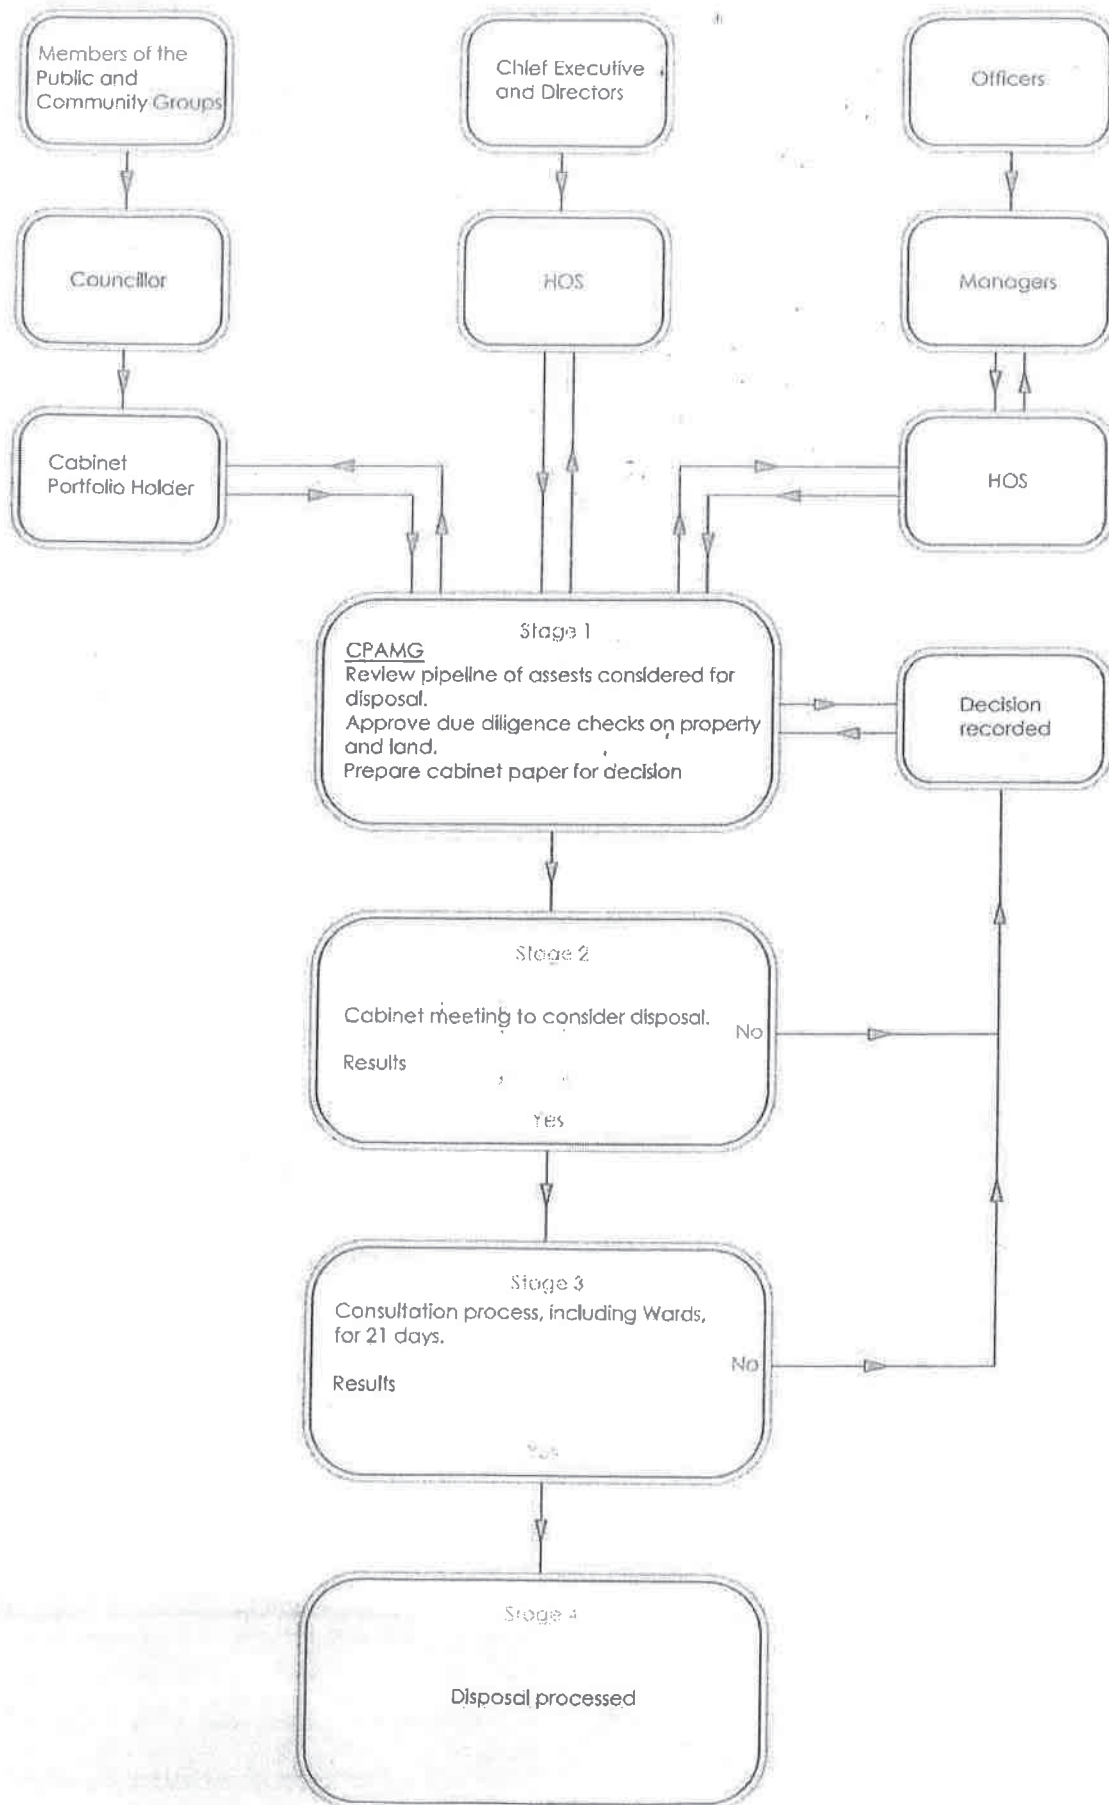 Members of the
Public and
Community Groups
Chief Executive
and Directors
Officers
Councillor
HOS
Managers
Cabinet
Portfolio Holder
HOS
Stage 1
CPAMG
Review pipeline of assests considered for
disposal.
Approve due diligence checks on property
and land.
Prepare cabinet paper for decision
Decision
recorded
Stage 2
Cabinet meeting to consider disposal.
No
Results
Yes
Stage 3
Consultation process, including Wards,
for 21 days.
No
Results
Yes
Stage 4
Disposal processed